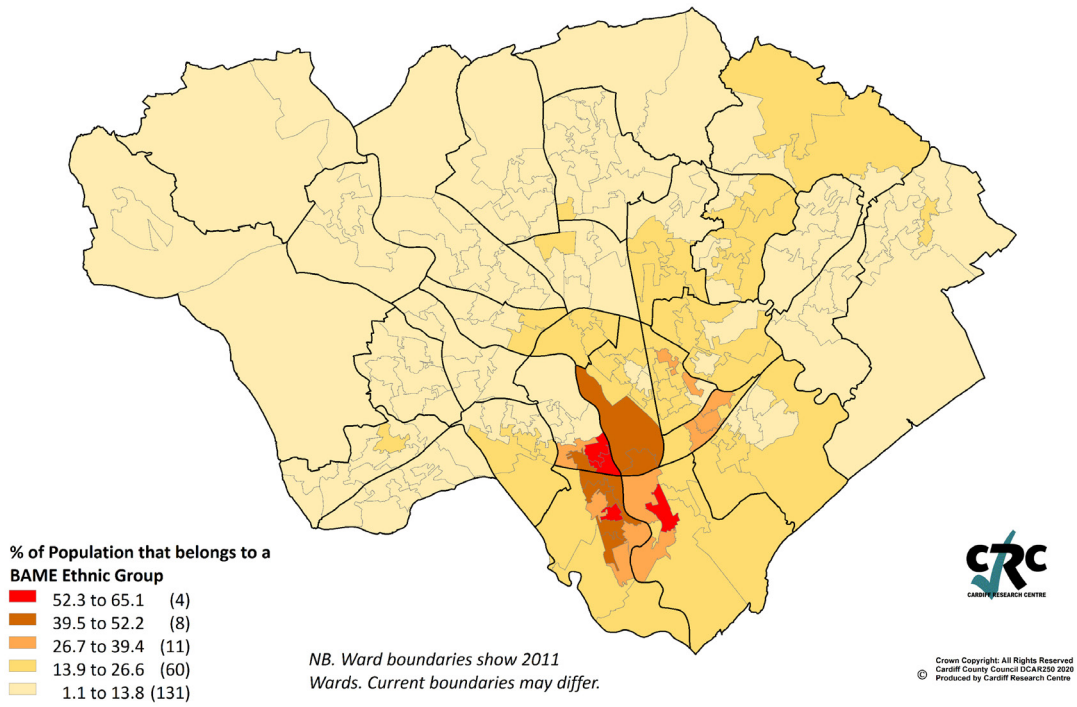 % of Population that belongs to a
BAME Ethnic Group
52.3 to 65.1 (4)
39.5 to 52.2 (8)
26.7 to 39.4 (11)
13.9 to 26.6 (60)
1.1 to 13.8 (131)
NB. Ward boundaries show 2011
Wards. Current boundaries may differ.
CRC
CARDIFF RESEARCH CENTRE
Crown Copyright: All Rights Reserved
© Cardiff County Council DCAR250 2020
Produced by Cardiff Research Centre